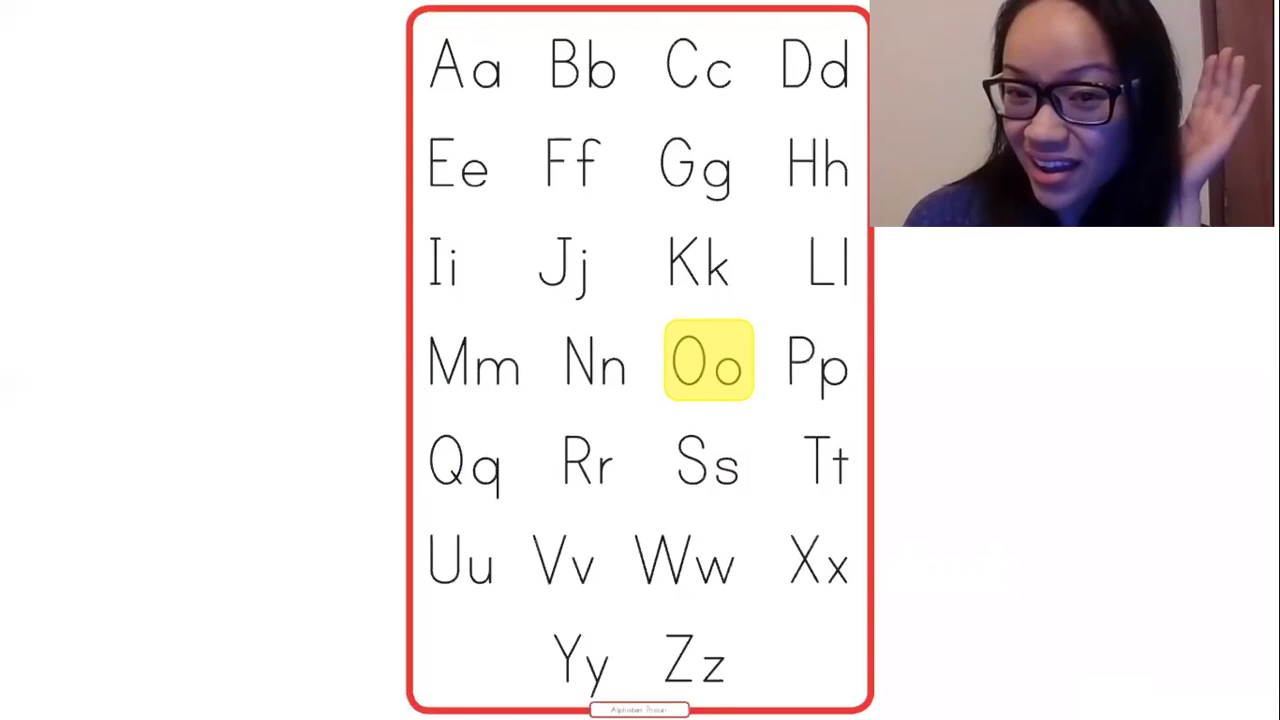 Aa Bb Cc Dd
Ee Ff Gg Hh
Ii Jj Kk Ll
Mm Nn Oo Pp
Qq Rr Ss Tt
Uu Vv Ww Xx
Yy Zz